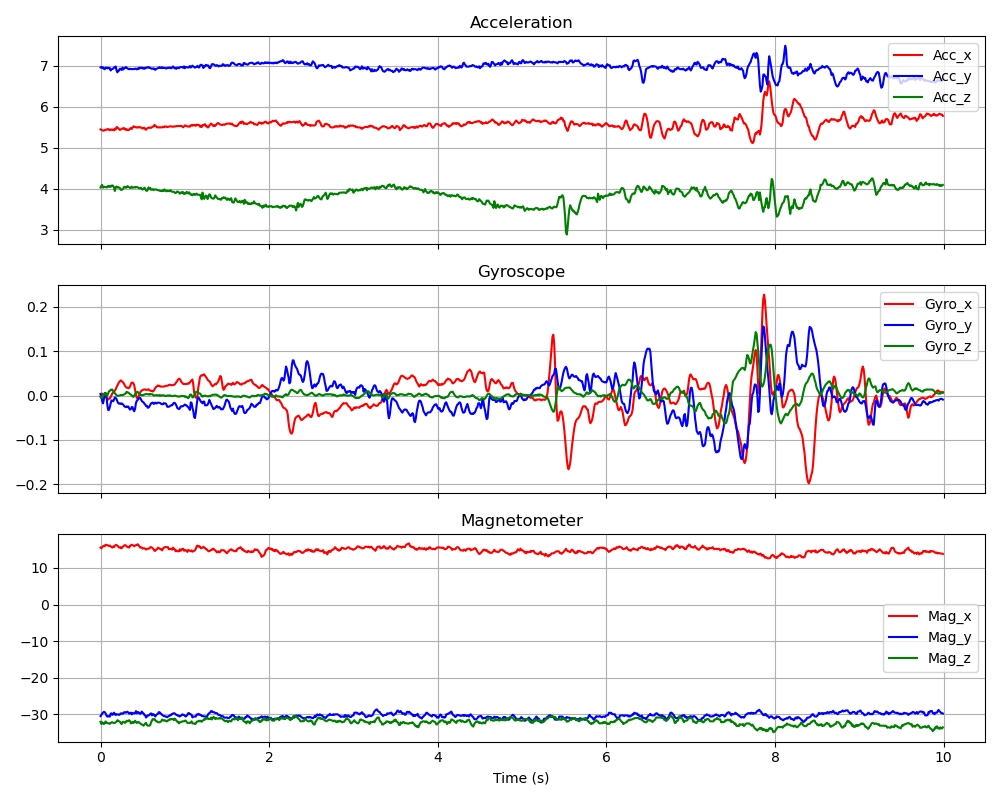 Acceleration
7
6
5
4
3
Acc_x
Acc_y
Acc_z
Gyroscope
0.2
0.1
0.0
−0.1
−0.2
Gyro_x
Gyro_y
Gyro_z
Magnetometer
10
0
−10
−20
−30
Mag_x
Mag_y
Mag_z
0 2 4 6 8 10
Time (s)